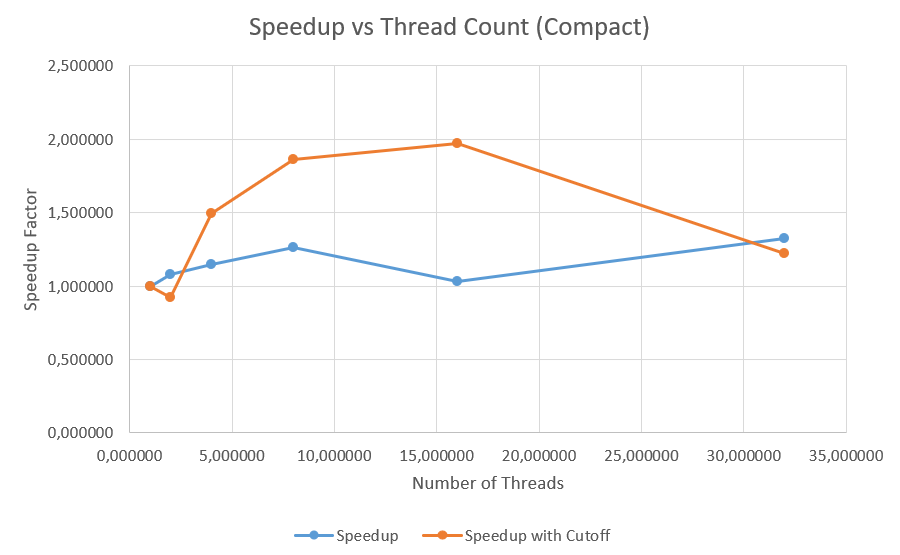 Speedup vs Thread Count (Compact)
2,500000
2,000000
1,500000
1,000000
0,500000
0,000000
Speedup Factor
0,000000 5,000000 10,000000 15,000000 20,000000 25,000000 30,000000 35,000000
Number of Threads
Speedup Speedup with Cutoff